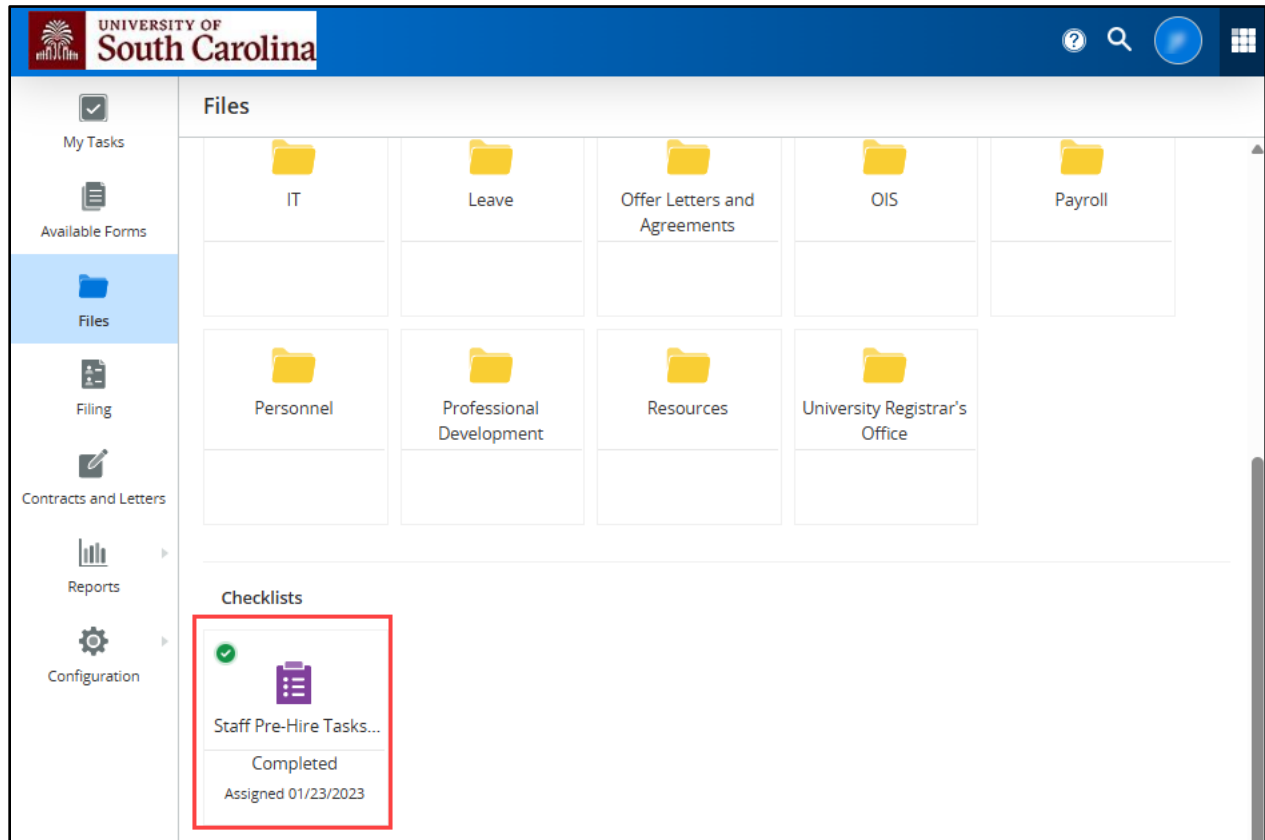 UNIVERSITY OF
South Carolina
My Tasks
Available Forms
Files
Filing
Contracts and Letters
Reports
Configuration
Files
IT
Leave
Offer Letters and
Agreements
OIS
Payroll
Personnel
Professional
Development
Resources
University Registrar's
Office
Checklists
Staff Pre-Hire Tasks...
Completed
Assigned 01/23/2023